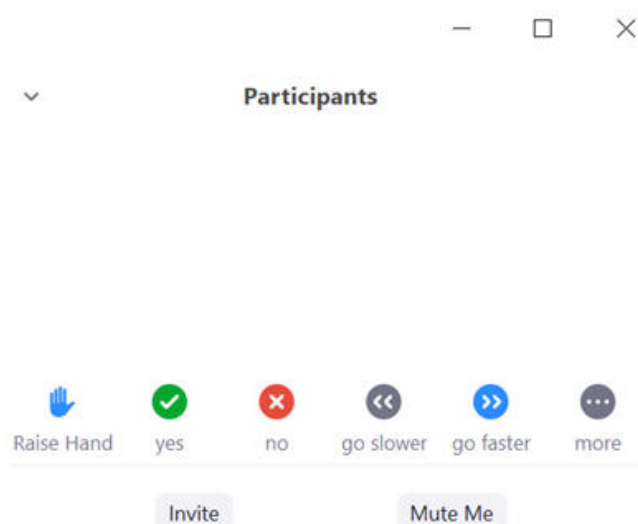 Participants
Raise Hand yes no go slower go faster more
Invite Mute Me